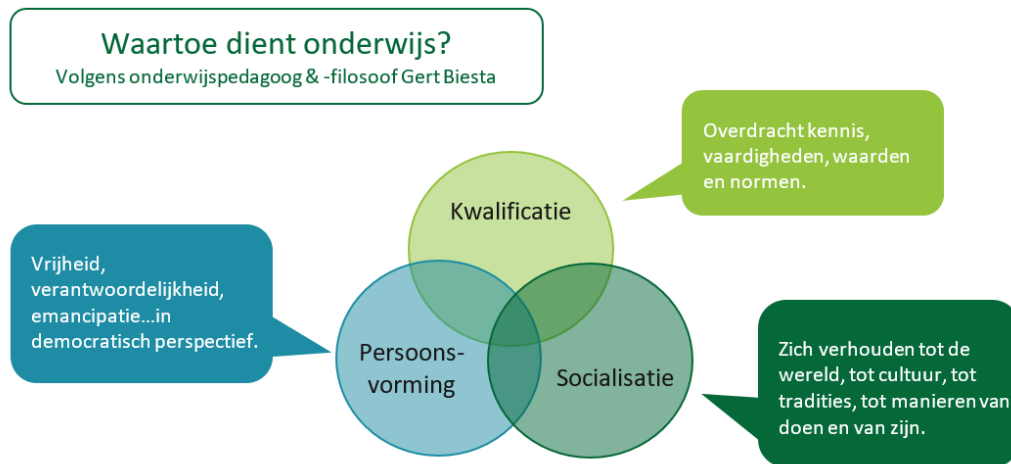 Waartoe dient onderwijs?
Volgens onderwijspedagoog & -filosoof Gert Biesta
Overdracht kennis,
vaardigheden, waarden
en normen.
Kwalificatie
Vrijheid,
verantwoordelijkheid,
emancipatie...in
democratisch perspectief.
Persoons-
vorming
Socialisatie
Zich verhouden tot de
wereld, tot cultuur, tot
tradities, tot manieren van
doen en van zijn.